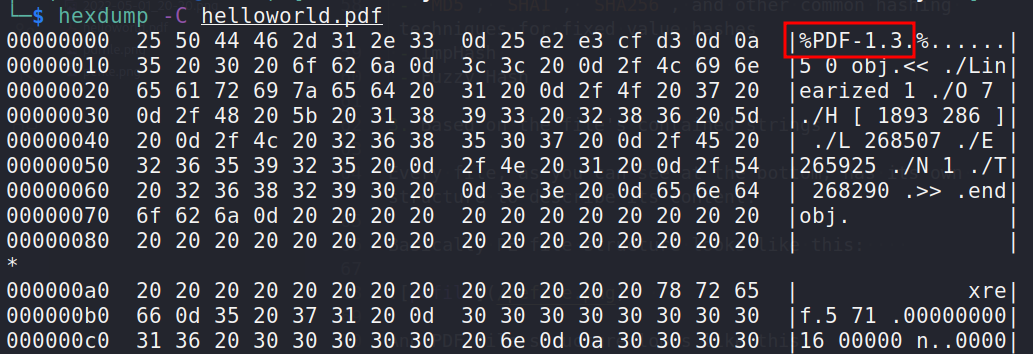 └─$ hexdump -C helloworld.pdf
00000000  25 50 44 46 2d 31 2e 33  0d 25 e2 e3 cf d3 0d 0a  |%PDF-1.3.%......|
00000010  35 20 30 20 6f 62 6a 0d  3c 3c 20 0d 2f 4c 69 6e  |5 0 obj.<< ./Lin|
00000020  65 61 72 69 7a 65 64 20  31 20 0d 2f 4f 20 37 20  |earized 1 ./O 7 |
00000030  0d 2f 48 20 5b 20 31 38  39 33 20 32 38 36 20 5d  |./H [ 1893 286 ]|
00000040  20 0d 2f 4c 20 32 36 38  35 30 37 20 0d 2f 45 20  | ./L 268507 ./E |
00000050  32 36 35 39 32 35 20 0d  2f 4e 20 31 20 0d 2f 54  |265925 ./N 1 ./T|
00000060  20 32 36 38 32 39 30 20  0d 3e 3e 20 0d 65 6e 64  | 268290 .>> .end|
00000070  6f 62 6a 0d 20 20 20 20  20 20 20 20 20 20 20 20  |obj.            |
00000080  20 20 20 20 20 20 20 20  20 20 20 20 20 20 20 20  |                |
*
000000a0  20 20 20 20 20 20 20 20  20 20 20 20 20 78 72 65  |             xre|
000000b0  66 0d 35 20 37 31 20 0d  30 30 30 30 30 30 30 30  |f.5 71 .00000000|
000000c0  31 36 20 30 30 30 30 30  20 6e 0d 0a 30 30 30 30  |16 00000 n..0000|